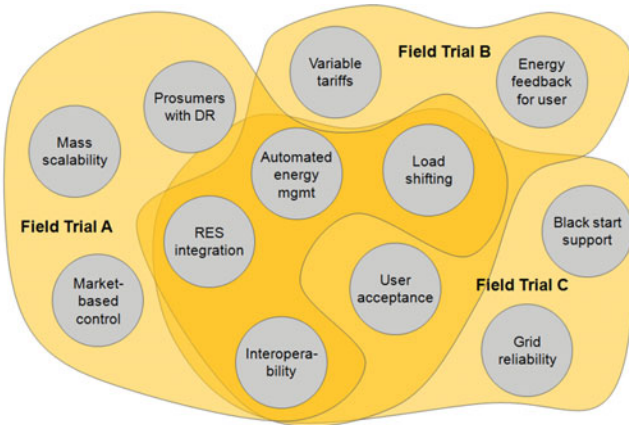 Variable
tariffs
Field Trial B
Energy
feedback
for user
Prosumers
with DR
Mass
scalability
Automated
energy
mgmt
Load
shifting
Field Trial A
RES
integration
Black start
support
Market-
based
control
User
acceptance
Field Trial C
Interopera-
bility
Grid
reliability